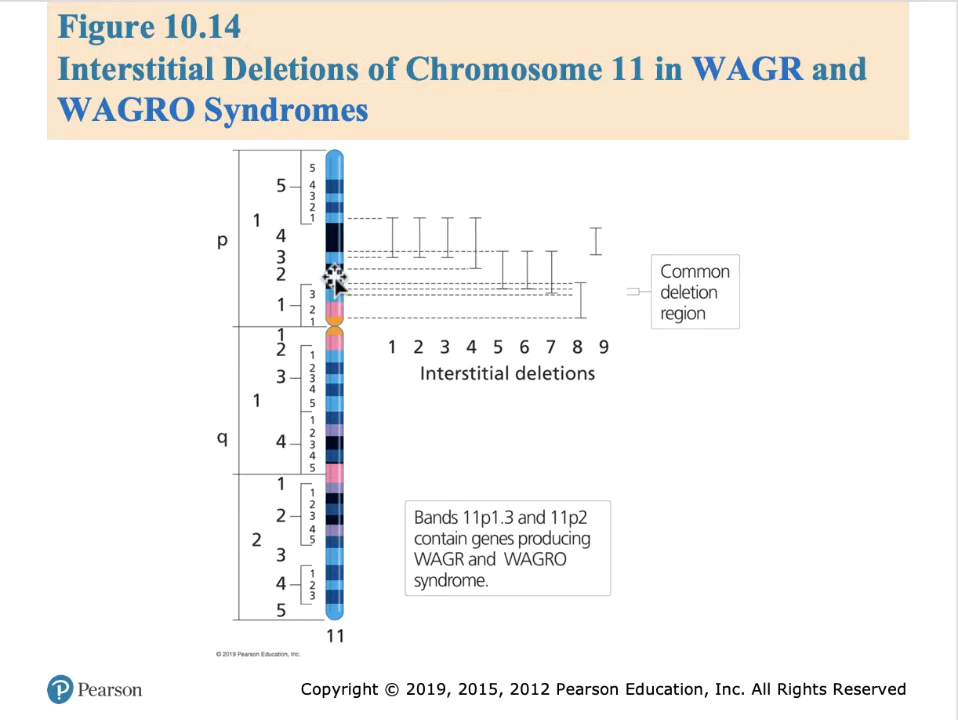 Figure 10.14
Interstitial Deletions of Chromosome 11 in WAGR and
WAGRO Syndromes
p
1
5
5
4
3
2
1
4
3
2
1
3
2
1
1 2 3 4 5 6 7 8 9
Interstitial deletions
Common
deletion
region
q
1
1
2
3
1
2
3
4
5
4
1
2
3
4
5
2
1
2
1
2
3
4
5
3
4
1
2
3
5
11
Bands 11p1.3 and 11p2
contain genes producing
WAGR and WAGRO
syndrome.
© 2019 Pearson Education, Inc.
P Pearson
Copyright © 2019, 2015, 2012 Pearson Education, Inc. All Rights Reserved